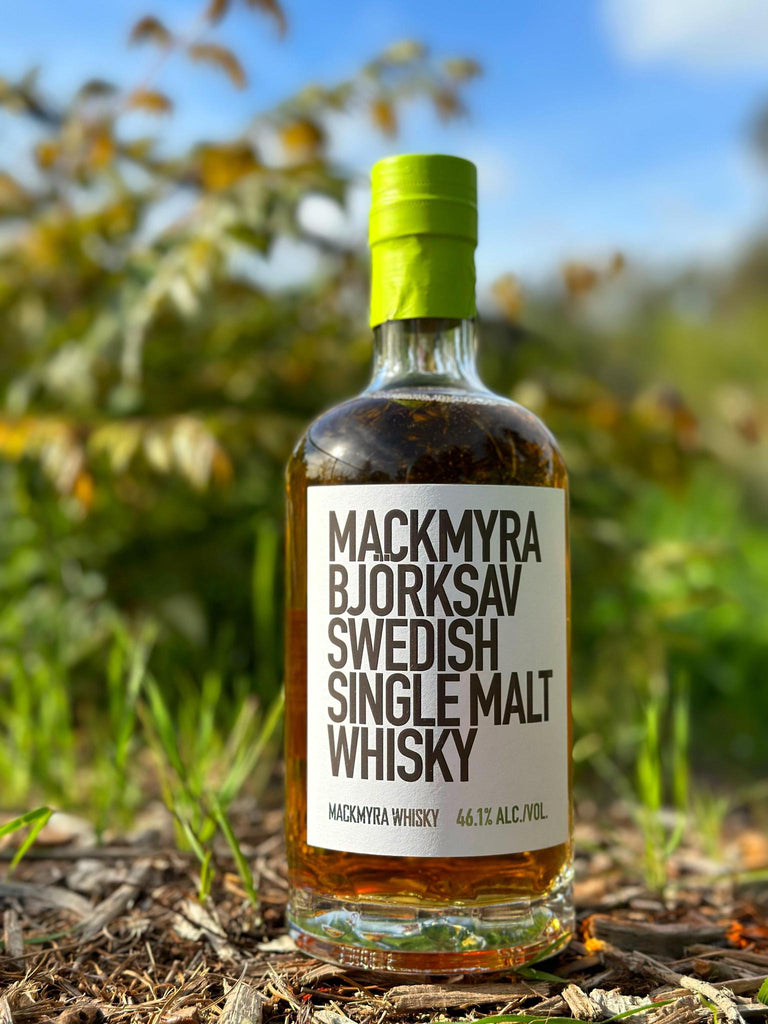 MACKMYRA
BJÖRKSAV
SWEDISH
SINGLE MALT
WHISKY
MACKMYRA WHISKY 46.1% ALC./VOL.